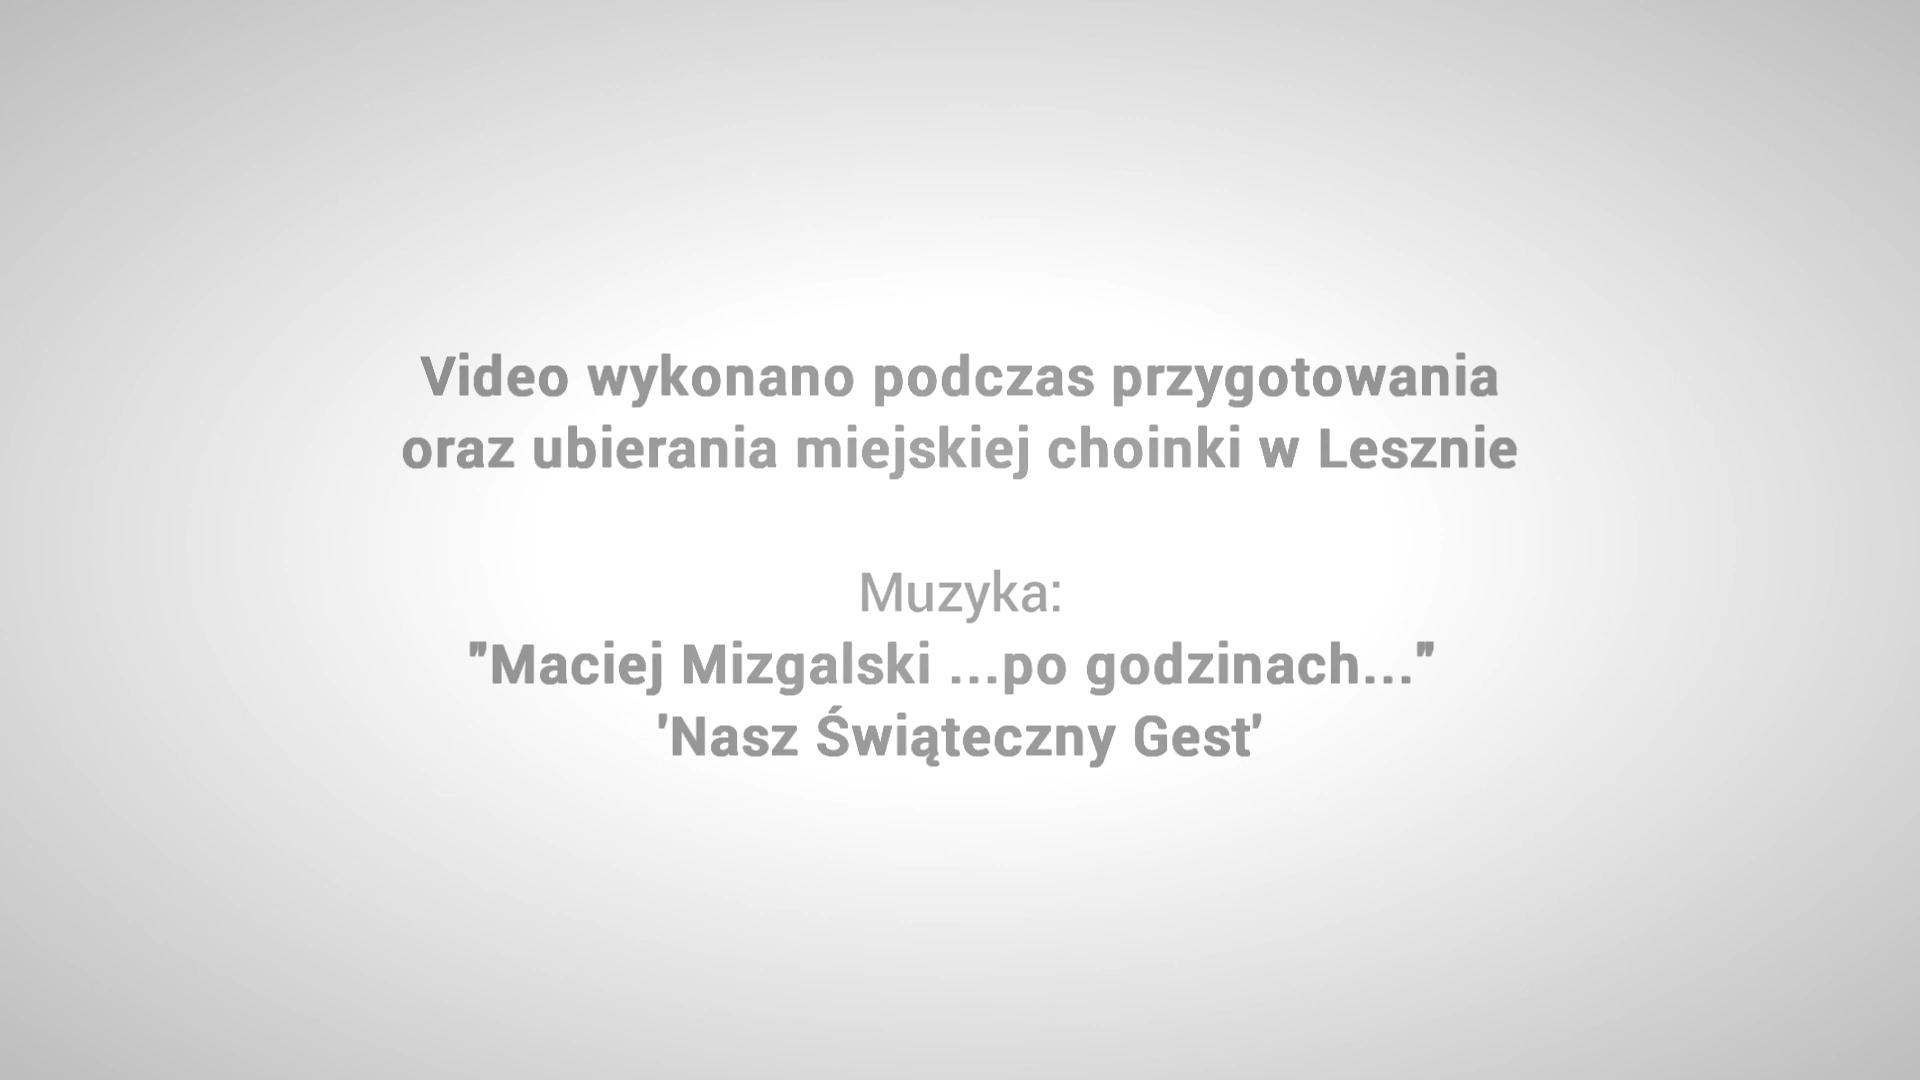 Video wykonano podczas przygotowania
oraz ubierania miejskiej choinki w Lesznie
Muzyka:
"Maciej Mizgalski ...po godzinach..."
'Nasz Świąteczny Gest'